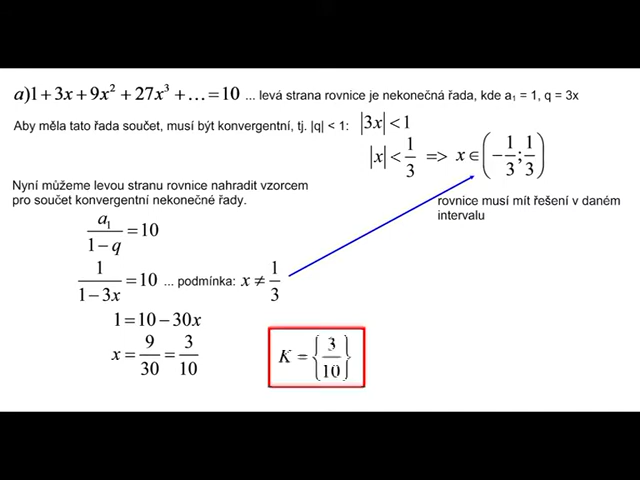 a)1 + 3x + 9x² + 27x³ + … = 10 ... levá strana rovnice je nekonečná řada, kde a₁ = 1, q = 3x
Aby měla tato řada součet, musí být konvergentní, tj. |q| < 1: |3x| < 1
|x| < 1/3 => x ∈ (−1/3; 1/3)
Nyní můžeme levou stranu rovnice nahradit vzorcem
pro součet konvergentní nekonečné řady.
rovnice musí mít řešení v daném
intervalu
a₁/(1 − q) = 10
1/(1 − 3x) = 10 ... podmínka: x ≠ 1/3
1 = 10 − 30x
x = 9/30 = 3/10
K = {3/10}